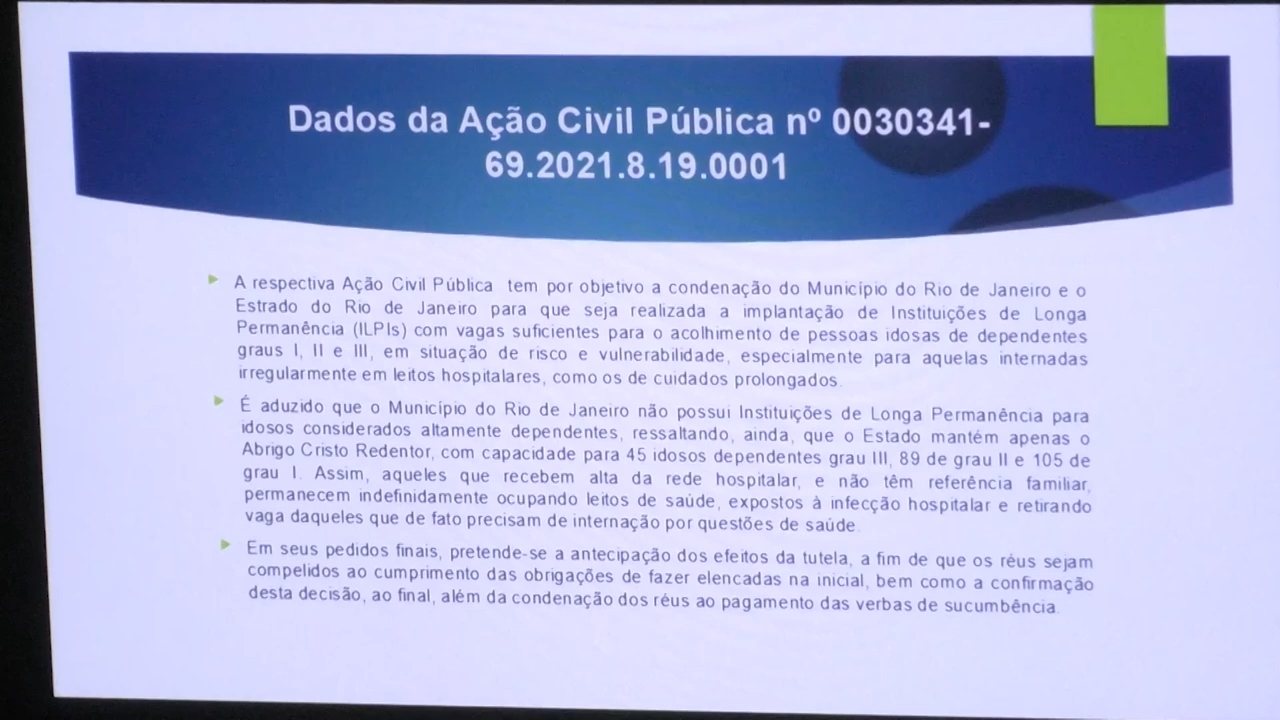 Dados da Ação Civil Pública nº 0030341-
69.2021.8.19.0001
A respectiva Ação Civil Pública tem por objetivo a condenação do Município do Rio de Janeiro e o
Estrado do Rio de Janeiro para que seja realizada a implantação de Instituições de Longa
Permanência (ILPIs) com vagas suficientes para o acolhimento de pessoas idosas de dependentes
graus I, II e III, em situação de risco e vulnerabilidade, especialmente para aquelas internadas
irregularmente em leitos hospitalares, como os de cuidados prolongados.
É aduzido que o Município do Rio de Janeiro não possui Instituições de Longa Permanência para
idosos considerados altamente dependentes, ressaltando, ainda, que o Estado mantém apenas o
Abrigo Cristo Redentor, com capacidade para 45 idosos dependentes grau III, 89 de grau II e 105 de
grau I. Assim, aqueles que recebem alta da rede hospitalar, e não têm referência familiar,
permanecem indefinidamente ocupando leitos de saúde, expostos à infecção hospitalar e retirando
vaga daqueles que de fato precisam de internação por questões de saúde.
Em seus pedidos finais, pretende-se a antecipação dos efeitos da tutela, a fim de que os réus sejam
compelidos ao cumprimento das obrigações de fazer elencadas na inicial, bem como a confirmação
desta decisão, ao final, além da condenação dos réus ao pagamento das verbas de sucumbência.